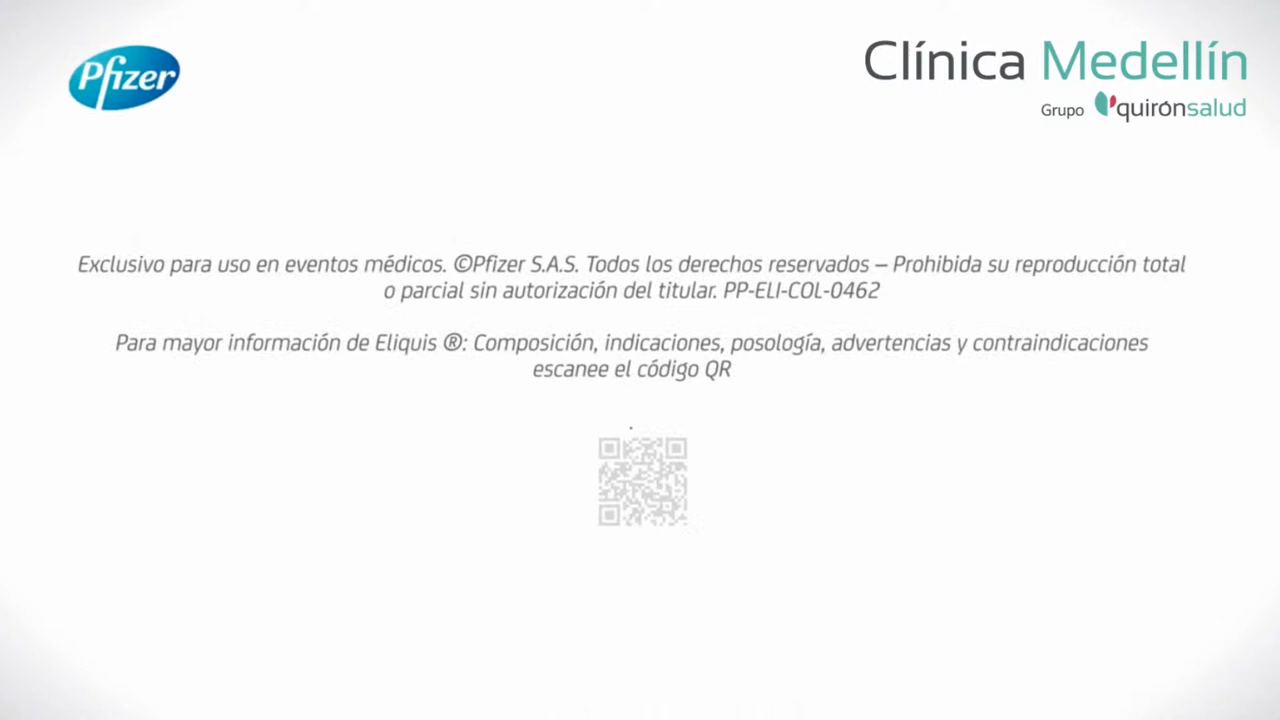 Pfizer
Clínica Medellín
Grupo quirónsalud
Exclusivo para uso en eventos médicos. ©Pfizer S.A.S. Todos los derechos reservados – Prohibida su reproducción total
o parcial sin autorización del titular. PP-ELI-COL-0462
Para mayor información de Eliquis ®: Composición, indicaciones, posología, advertencias y contraindicaciones
escanee el código QR
.